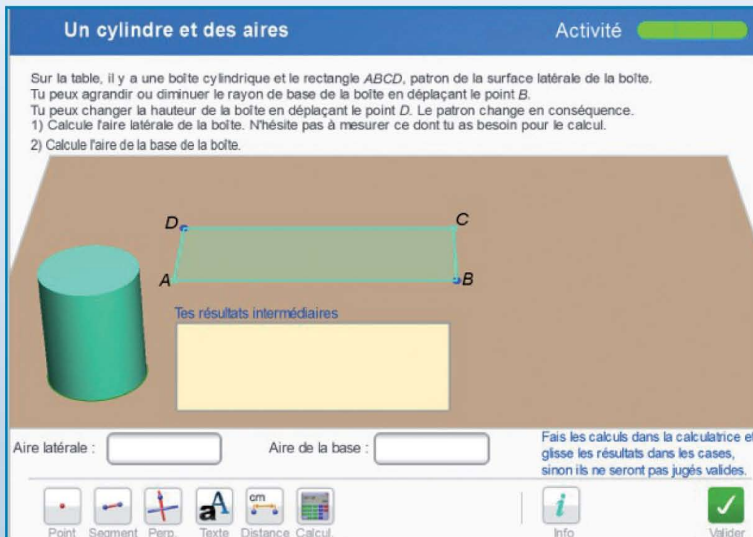 Un cylindre et des aires
Activité
Sur la table, il y a une boîte cylindrique et le rectangle ABCD, patron de la surface latérale de la boîte.
Tu peux agrandir ou diminuer le rayon de base de la boîte en déplaçant le point B.
Tu peux changer la hauteur de la boîte en déplaçant le point D. Le patron change en conséquence.
1) Calcule l'aire latérale de la boîte. N'hésite pas à mesurer ce dont tu as besoin pour le calcul.
2) Calcule l'aire de la base de la boîte.
D
C
A
B
Tes résultats intermédiaires
Aire latérale :
Aire de la base :
Fais les calculs dans la calculatrice et
glisse les résultats dans les cases,
sinon ils ne seront pas jugés valides.
cm
aA
i
Point
Segment
Perp.
Texte
Distance
Calcul.
Info
Valider